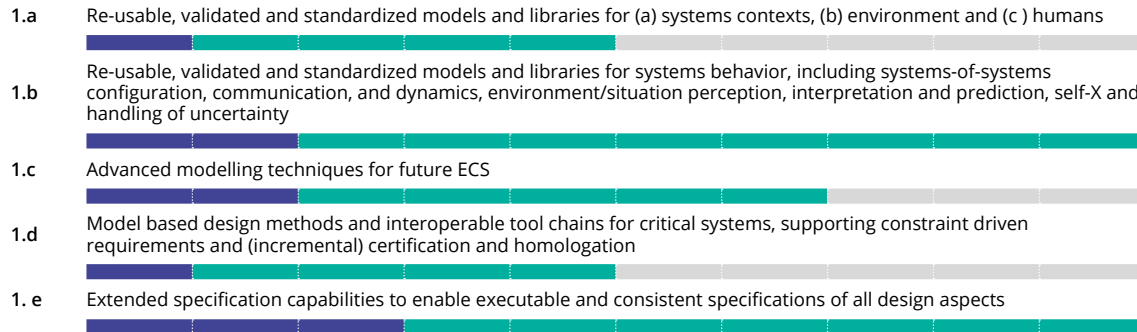 1.a Re-usable, validated and standardized models and libraries for (a) systems contexts, (b) environment and (c ) humans
Re-usable, validated and standardized models and libraries for systems behavior, including systems-of-systems
1.b configuration, communication, and dynamics, environment/situation perception, interpretation and prediction, self-X and
handling of uncertainty
1.c Advanced modelling techniques for future ECS
1.d Model based design methods and interoperable tool chains for critical systems, supporting constraint driven
requirements and (incremental) certification and homologation
1. e Extended specification capabilities to enable executable and consistent specifications of all design aspects